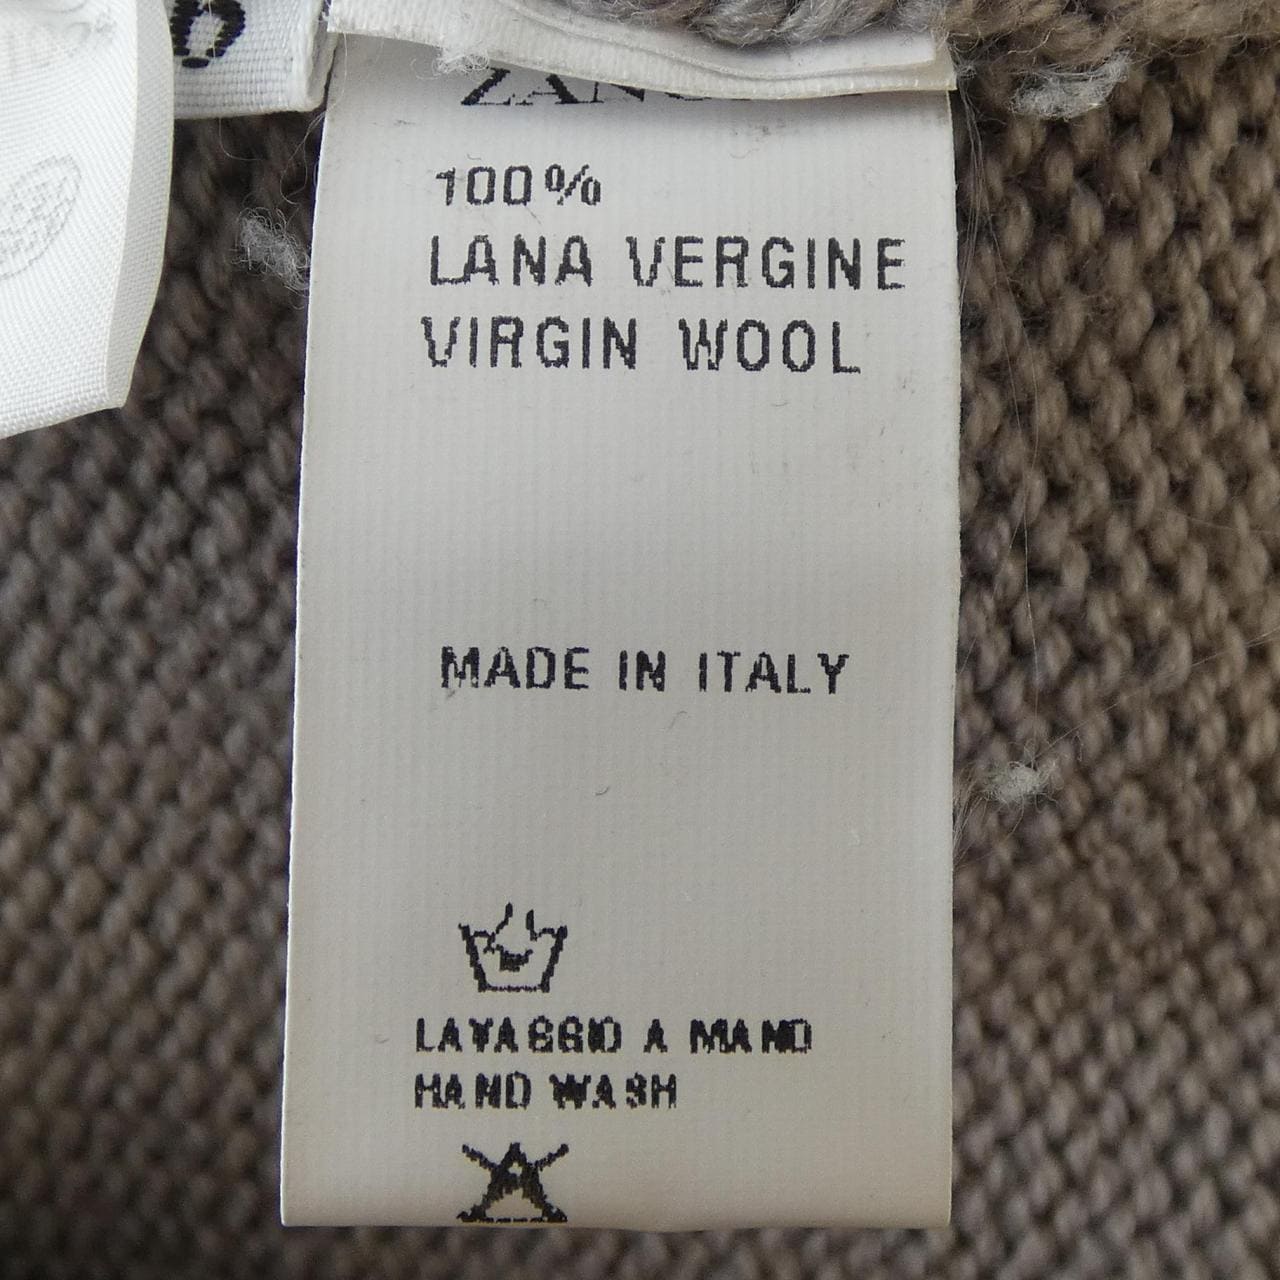 100%
LANA VERGINE
VIRGIN WOOL
MADE IN ITALY
LAVAGGIO A MANO
HAND WASH